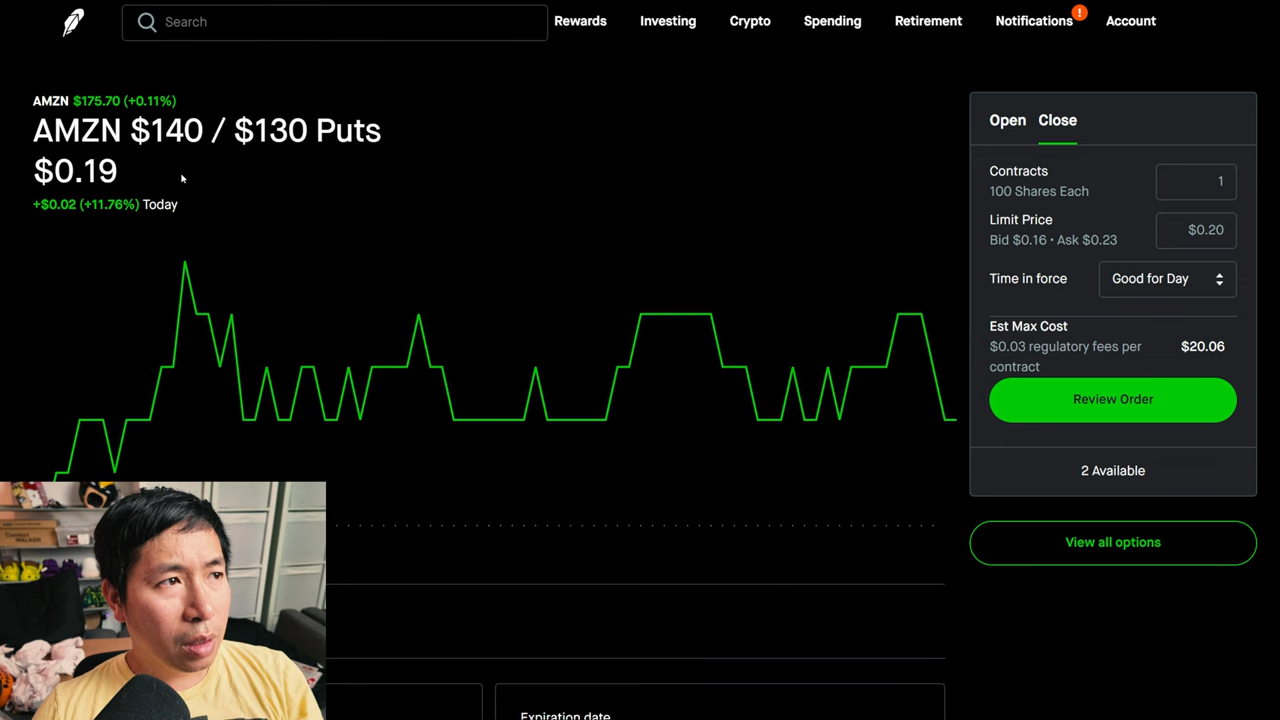 Search
Rewards
Investing
Crypto
Spending
Retirement
Notifications
!
Account
AMZN $175.70 (+0.11%)
AMZN $140 / $130 Puts
$0.19
+$0.02 (+11.76%) Today
Open Close
Contracts
100 Shares Each
1
Limit Price
Bid $0.16 • Ask $0.23
$0.20
Time in force
Good for Day
Est Max Cost
$0.03 regulatory fees per
contract
$20.06
Review Order
2 Available
View all options
WALKER
Expiration date